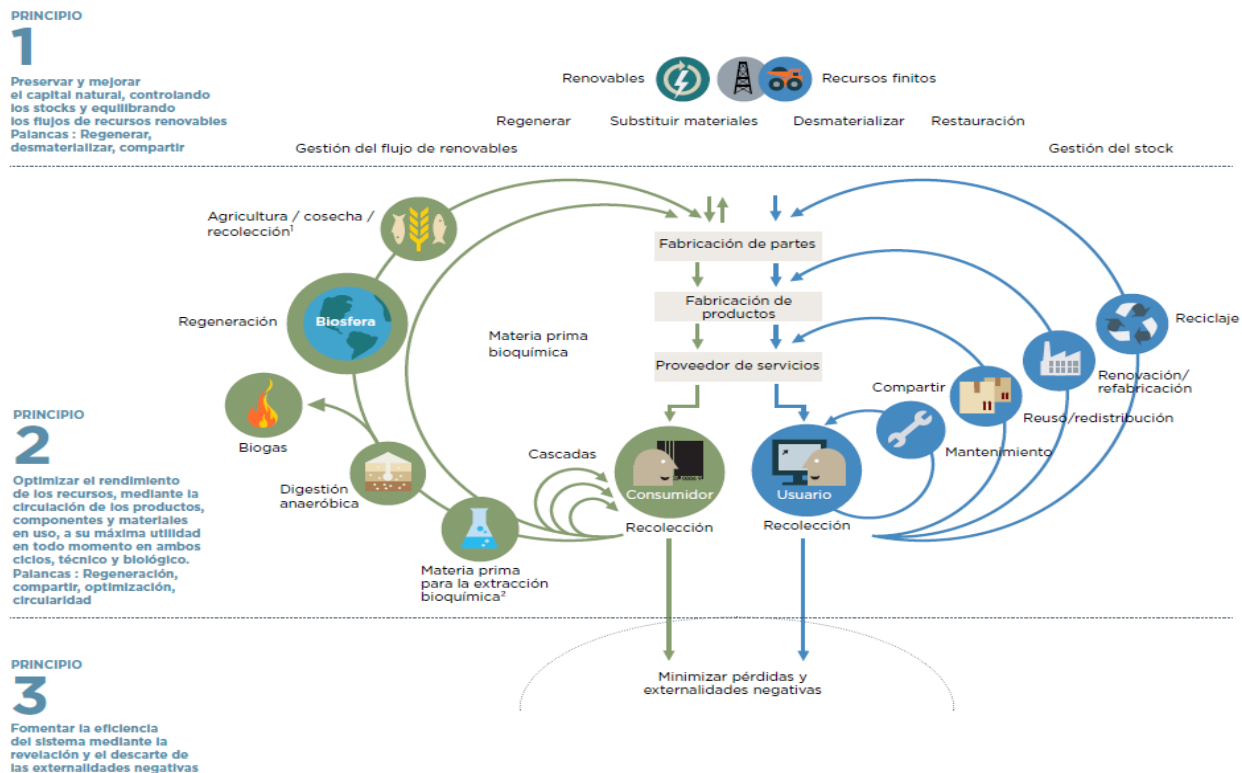 PRINCIPIO
1
Preservar y mejorar
el capital natural, controlando
los stocks y equilibrando
los flujos de recursos renovables
Palancas : Regenerar,
desmaterializar, compartir
Renovables
Recursos finitos
Regenerar
Substituir materiales
Desmaterializar
Restauración
Gestión del flujo de renovables
Gestión del stock
Agricultura / cosecha /
recolección¹
Regeneración
Biosfera
Biogas
Digestión
anaeróbica
Materia prima
para la extracción
bioquímica²
Materia prima
bioquímica
Cascadas
Fabricación de partes
Fabricación de
productos
Proveedor de servicios
Consumidor
Recolección
Usuario
Recolección
Compartir
Mantenimiento
Reuso/redistribución
Renovación/
refabricación
Reciclaje
PRINCIPIO
2
Optimizar el rendimiento
de los recursos, mediante la
circulación de los productos,
componentes y materiales
en uso, a su máxima utilidad
en todo momento en ambos
ciclos, técnico y biológico.
Palancas : Regeneración,
compartir, optimización,
circularidad
Minimizar pérdidas y
externalidades negativas
PRINCIPIO
3
Fomentar la eficiencia
del sistema mediante la
revelación y el descarte de
las externalidades negativas